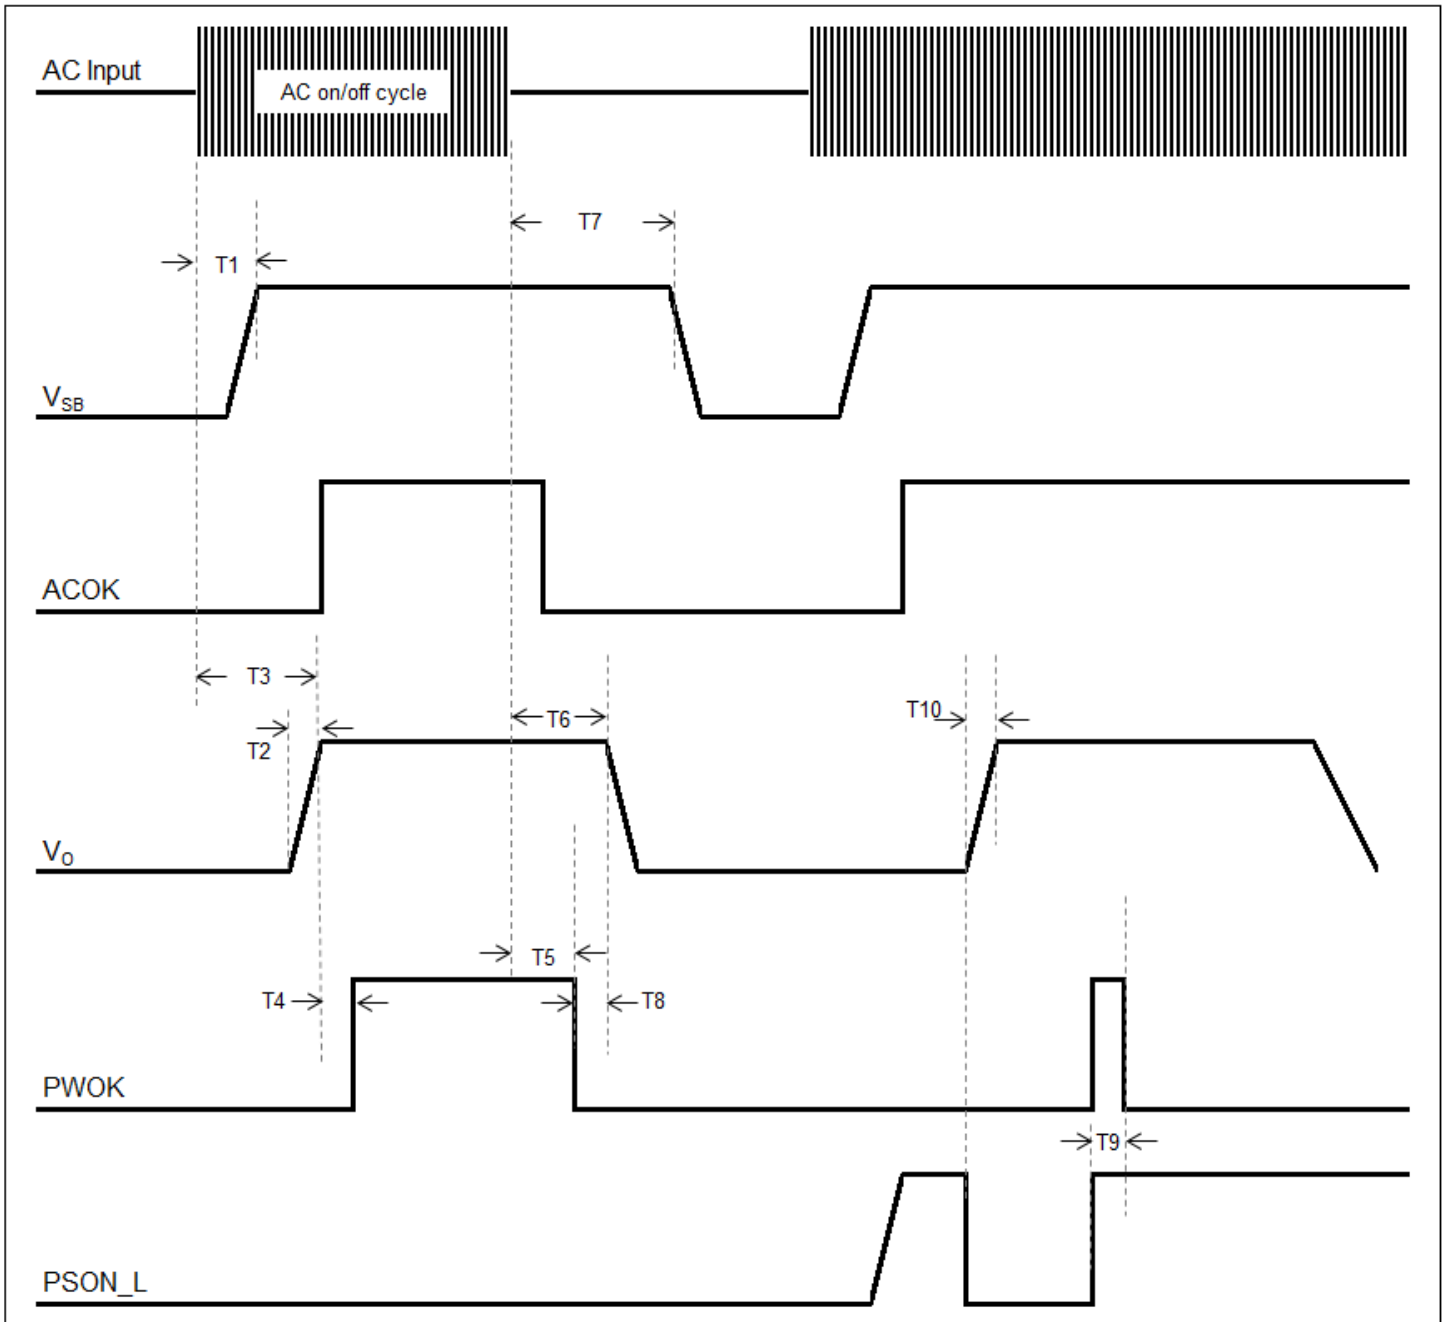 AC Input
AC on/off cycle
T7
T1
VSB
ACOK
T3
T10
T6
T2
VO
T5
T4
T8
PWOK
T9
PSON_L